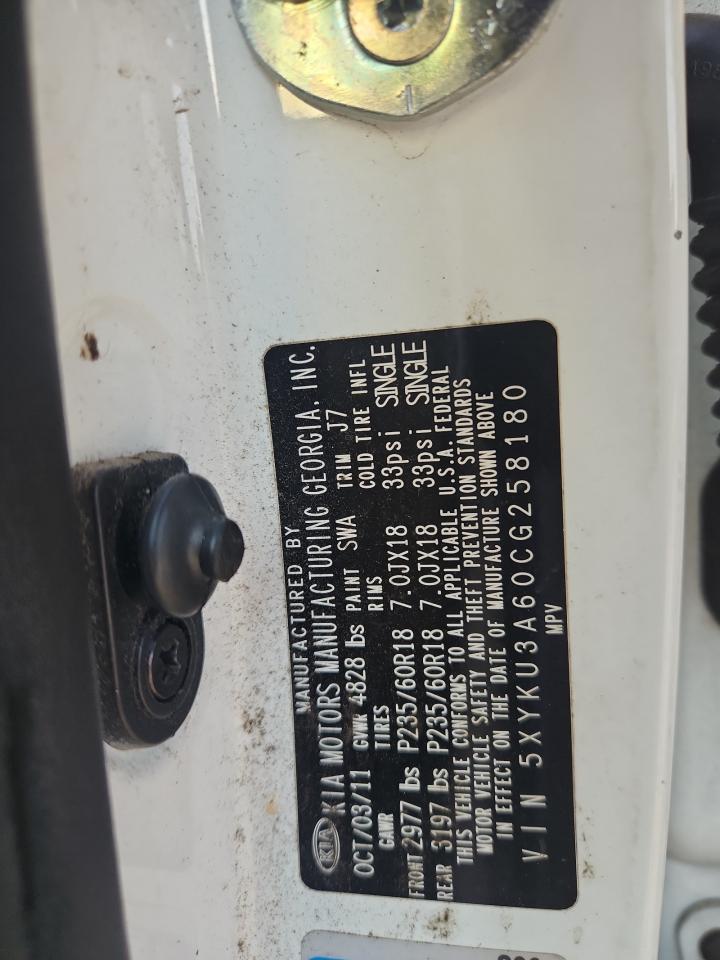 MANUFACTURED BY
KIA KIA MOTORS MANUFACTURING GEORGIA, INC.
OCT/03/11 GVWR 4828 lbs PAINT SWA TRIM J7
GAWR TIRES RIMS COLD TIRE INFL
FRONT 2977 lbs P235/60R18 7.0JX18 33psi SINGLE
REAR 3197 lbs P235/60R18 7.0JX18 33psi SINGLE
THIS VEHICLE CONFORMS TO ALL APPLICABLE U.S.A. FEDERAL
MOTOR VEHICLE SAFETY AND THEFT PREVENTION STANDARDS
IN EFFECT ON THE DATE OF MANUFACTURE SHOWN ABOVE
VIN 5XYKU3A60CG258180
MPV